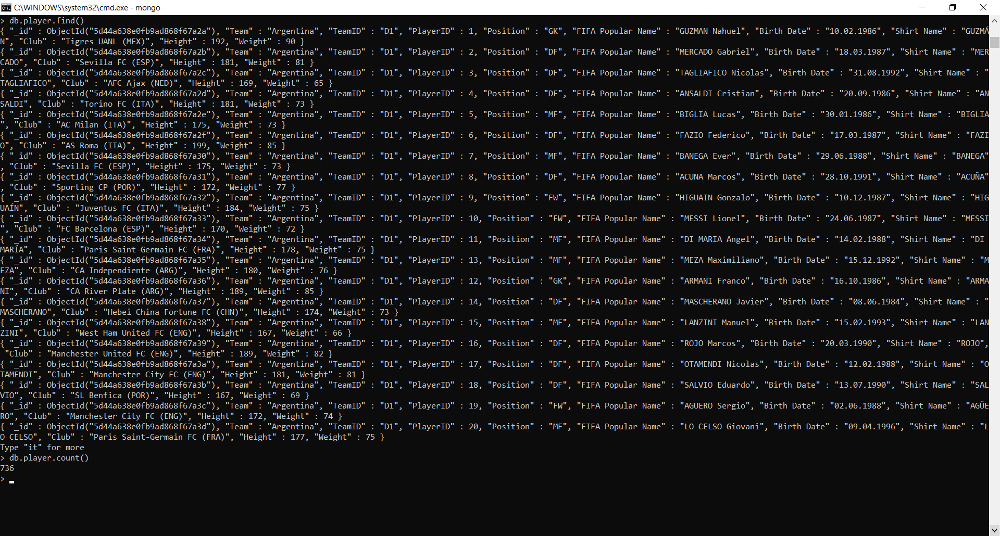 C:\WINDOWS\system32\cmd.exe - mongo
> db.player.find()
{ "_id" : ObjectId("5d44a638e0fb9ad868f67a2a"), "Team" : "Argentina", "TeamID" : "D1", "PlayerID" : 1, "Position" : "GK", "FIFA Popular Name" : "GUZMAN Nahuel", "Birth Date" : "10.02.1986", "Shirt Name" : "GUZMÁ
N", "Club" : "Tigres UANL (MEX)", "Height" : 192, "Weight" : 90 }
{ "_id" : ObjectId("5d44a638e0fb9ad868f67a2b"), "Team" : "Argentina", "TeamID" : "D1", "PlayerID" : 2, "Position" : "DF", "FIFA Popular Name" : "MERCADO Gabriel", "Birth Date" : "18.03.1987", "Shirt Name" : "MER
CADO", "Club" : "Sevilla FC (ESP)", "Height" : 181, "Weight" : 81 }
{ "_id" : ObjectId("5d44a638e0fb9ad868f67a2c"), "Team" : "Argentina", "TeamID" : "D1", "PlayerID" : 3, "Position" : "DF", "FIFA Popular Name" : "TAGLIAFICO Nicolas", "Birth Date" : "31.08.1992", "Shirt Name" : "
TAGLIAFICO", "Club" : "AFC Ajax (NED)", "Height" : 169, "Weight" : 65 }
{ "_id" : ObjectId("5d44a638e0fb9ad868f67a2d"), "Team" : "Argentina", "TeamID" : "D1", "PlayerID" : 4, "Position" : "DF", "FIFA Popular Name" : "ANSALDI Cristian", "Birth Date" : "20.09.1986", "Shirt Name" : "AN
SALDI", "Club" : "Torino FC (ITA)", "Height" : 181, "Weight" : 73 }
{ "_id" : ObjectId("5d44a638e0fb9ad868f67a2e"), "Team" : "Argentina", "TeamID" : "D1", "PlayerID" : 5, "Position" : "MF", "FIFA Popular Name" : "BIGLIA Lucas", "Birth Date" : "30.01.1986", "Shirt Name" : "BIGLIA
", "Club" : "AC Milan (ITA)", "Height" : 175, "Weight" : 73 }
{ "_id" : ObjectId("5d44a638e0fb9ad868f67a2f"), "Team" : "Argentina", "TeamID" : "D1", "PlayerID" : 6, "Position" : "DF", "FIFA Popular Name" : "FAZIO Federico", "Birth Date" : "17.03.1987", "Shirt Name" : "FAZI
O", "Club" : "AS Roma (ITA)", "Height" : 199, "Weight" : 85 }
{ "_id" : ObjectId("5d44a638e0fb9ad868f67a30"), "Team" : "Argentina", "TeamID" : "D1", "PlayerID" : 7, "Position" : "MF", "FIFA Popular Name" : "BANEGA Ever", "Birth Date" : "29.06.1988", "Shirt Name" : "BANEGA"
, "Club" : "Sevilla FC (ESP)", "Height" : 175, "Weight" : 73 }
{ "_id" : ObjectId("5d44a638e0fb9ad868f67a31"), "Team" : "Argentina", "TeamID" : "D1", "PlayerID" : 8, "Position" : "DF", "FIFA Popular Name" : "ACUNA Marcos", "Birth Date" : "28.10.1991", "Shirt Name" : "ACUÑA"
, "Club" : "Sporting CP (POR)", "Height" : 172, "Weight" : 77 }
{ "_id" : ObjectId("5d44a638e0fb9ad868f67a32"), "Team" : "Argentina", "TeamID" : "D1", "PlayerID" : 9, "Position" : "FW", "FIFA Popular Name" : "HIGUAIN Gonzalo", "Birth Date" : "10.12.1987", "Shirt Name" : "HIG
UAÍN", "Club" : "Juventus FC (ITA)", "Height" : 184, "Weight" : 75 }
{ "_id" : ObjectId("5d44a638e0fb9ad868f67a33"), "Team" : "Argentina", "TeamID" : "D1", "PlayerID" : 10, "Position" : "FW", "FIFA Popular Name" : "MESSI Lionel", "Birth Date" : "24.06.1987", "Shirt Name" : "MESSI
", "Club" : "FC Barcelona (ESP)", "Height" : 170, "Weight" : 72 }
{ "_id" : ObjectId("5d44a638e0fb9ad868f67a34"), "Team" : "Argentina", "TeamID" : "D1", "PlayerID" : 11, "Position" : "MF", "FIFA Popular Name" : "DI MARIA Angel", "Birth Date" : "14.02.1988", "Shirt Name" : "DI
MARÍA", "Club" : "Paris Saint-Germain FC (FRA)", "Height" : 178, "Weight" : 75 }
{ "_id" : ObjectId("5d44a638e0fb9ad868f67a35"), "Team" : "Argentina", "TeamID" : "D1", "PlayerID" : 13, "Position" : "MF", "FIFA Popular Name" : "MEZA Maximiliano", "Birth Date" : "15.12.1992", "Shirt Name" : "M
EZA", "Club" : "CA Independiente (ARG)", "Height" : 180, "Weight" : 76 }
{ "_id" : ObjectId("5d44a638e0fb9ad868f67a36"), "Team" : "Argentina", "TeamID" : "D1", "PlayerID" : 12, "Position" : "GK", "FIFA Popular Name" : "ARMANI Franco", "Birth Date" : "16.10.1986", "Shirt Name" : "ARMA
NI", "Club" : "CA River Plate (ARG)", "Height" : 189, "Weight" : 85 }
{ "_id" : ObjectId("5d44a638e0fb9ad868f67a37"), "Team" : "Argentina", "TeamID" : "D1", "PlayerID" : 14, "Position" : "DF", "FIFA Popular Name" : "MASCHERANO Javier", "Birth Date" : "08.06.1984", "Shirt Name" : "
MASCHERANO", "Club" : "Hebei China Fortune FC (CHN)", "Height" : 174, "Weight" : 73 }
{ "_id" : ObjectId("5d44a638e0fb9ad868f67a38"), "Team" : "Argentina", "TeamID" : "D1", "PlayerID" : 15, "Position" : "MF", "FIFA Popular Name" : "LANZINI Manuel", "Birth Date" : "15.02.1993", "Shirt Name" : "LAN
ZINI", "Club" : "West Ham United FC (ENG)", "Height" : 167, "Weight" : 66 }
{ "_id" : ObjectId("5d44a638e0fb9ad868f67a39"), "Team" : "Argentina", "TeamID" : "D1", "PlayerID" : 16, "Position" : "DF", "FIFA Popular Name" : "ROJO Marcos", "Birth Date" : "20.03.1990", "Shirt Name" : "ROJO",
"Club" : "Manchester United FC (ENG)", "Height" : 189, "Weight" : 82 }
{ "_id" : ObjectId("5d44a638e0fb9ad868f67a3a"), "Team" : "Argentina", "TeamID" : "D1", "PlayerID" : 17, "Position" : "DF", "FIFA Popular Name" : "OTAMENDI Nicolas", "Birth Date" : "12.02.1988", "Shirt Name" : "O
TAMENDI", "Club" : "Manchester City FC (ENG)", "Height" : 181, "Weight" : 81 }
{ "_id" : ObjectId("5d44a638e0fb9ad868f67a3b"), "Team" : "Argentina", "TeamID" : "D1", "PlayerID" : 18, "Position" : "DF", "FIFA Popular Name" : "SALVIO Eduardo", "Birth Date" : "13.07.1990", "Shirt Name" : "SAL
VIO", "Club" : "SL Benfica (POR)", "Height" : 167, "Weight" : 69 }
{ "_id" : ObjectId("5d44a638e0fb9ad868f67a3c"), "Team" : "Argentina", "TeamID" : "D1", "PlayerID" : 19, "Position" : "FW", "FIFA Popular Name" : "AGUERO Sergio", "Birth Date" : "02.06.1988", "Shirt Name" : "AGÜE
RO", "Club" : "Manchester City FC (ENG)", "Height" : 172, "Weight" : 74 }
{ "_id" : ObjectId("5d44a638e0fb9ad868f67a3d"), "Team" : "Argentina", "TeamID" : "D1", "PlayerID" : 20, "Position" : "MF", "FIFA Popular Name" : "LO CELSO Giovani", "Birth Date" : "09.04.1996", "Shirt Name" : "L
O CELSO", "Club" : "Paris Saint-Germain FC (FRA)", "Height" : 177, "Weight" : 75 }
Type "it" for more
> db.player.count()
736
>